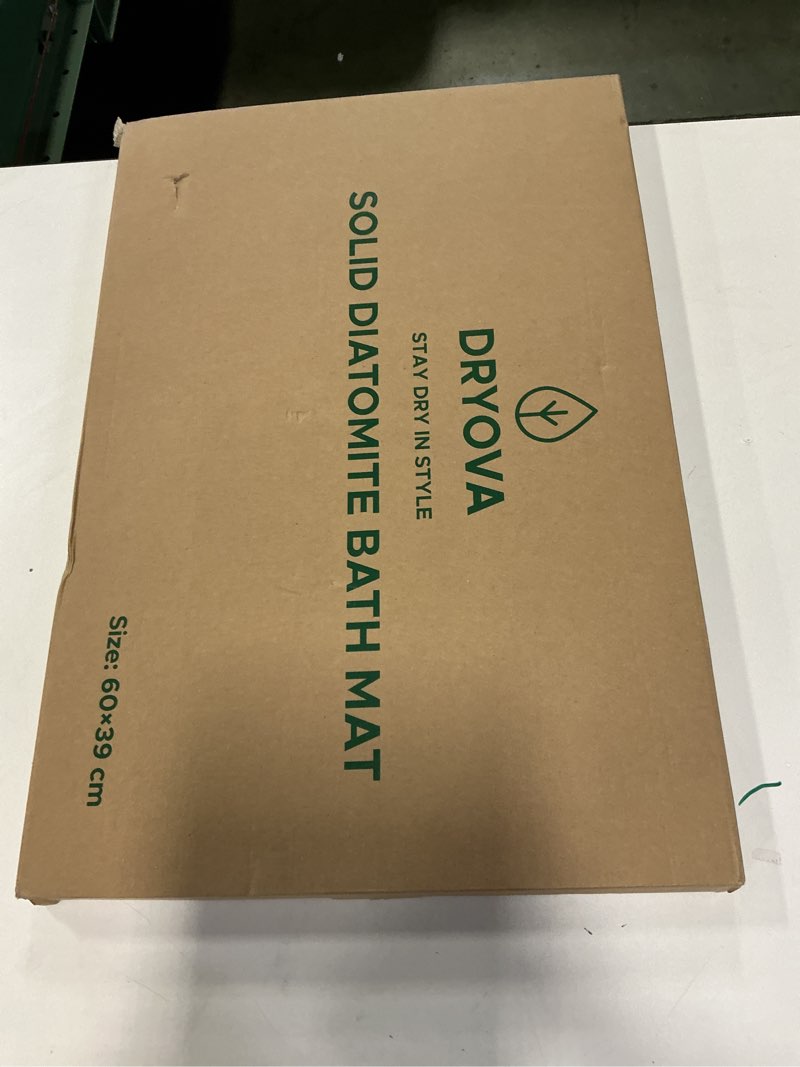 DRYOVA
STAY DRY IN STYLE
SOLID DIATOMITE BATH MAT
Size: 60×39 cm